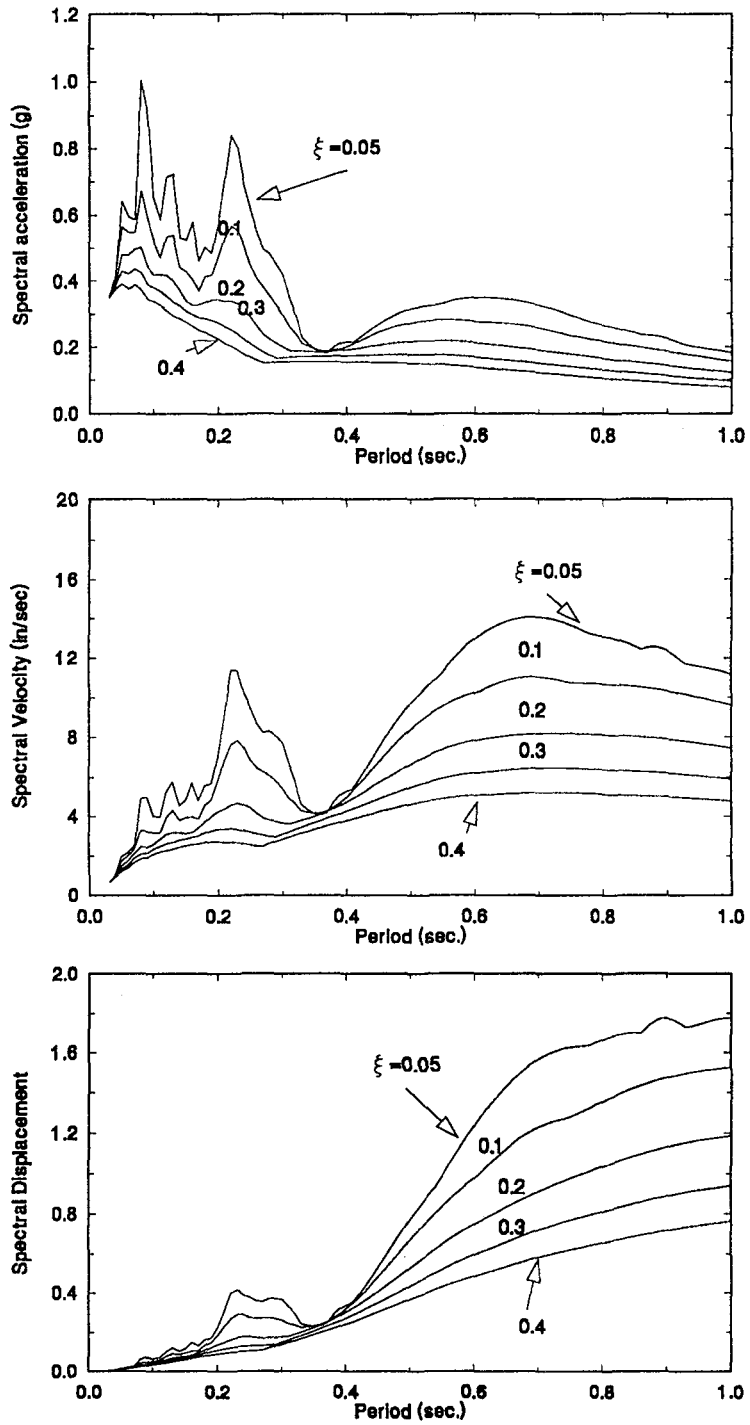 1.2
1.0
0.8
0.6
0.4
0.2
0.0
Spectral acceleration (g)
ξ =0.05
0.1
0.2
0.3
0.4
0.0 0.2 0.4 0.6 0.8 1.0
Period (sec.)
20
16
12
8
4
0
Spectral Velocity (in/sec)
ξ =0.05
0.1
0.2
0.3
0.4
0.0 0.2 0.4 0.6 0.8 1.0
Period (sec.)
2.0
1.6
1.2
0.8
0.4
0.0
Spectral Displacement
ξ =0.05
0.1
0.2
0.3
0.4
0.0 0.2 0.4 0.6 0.8 1.0
Period (sec.)